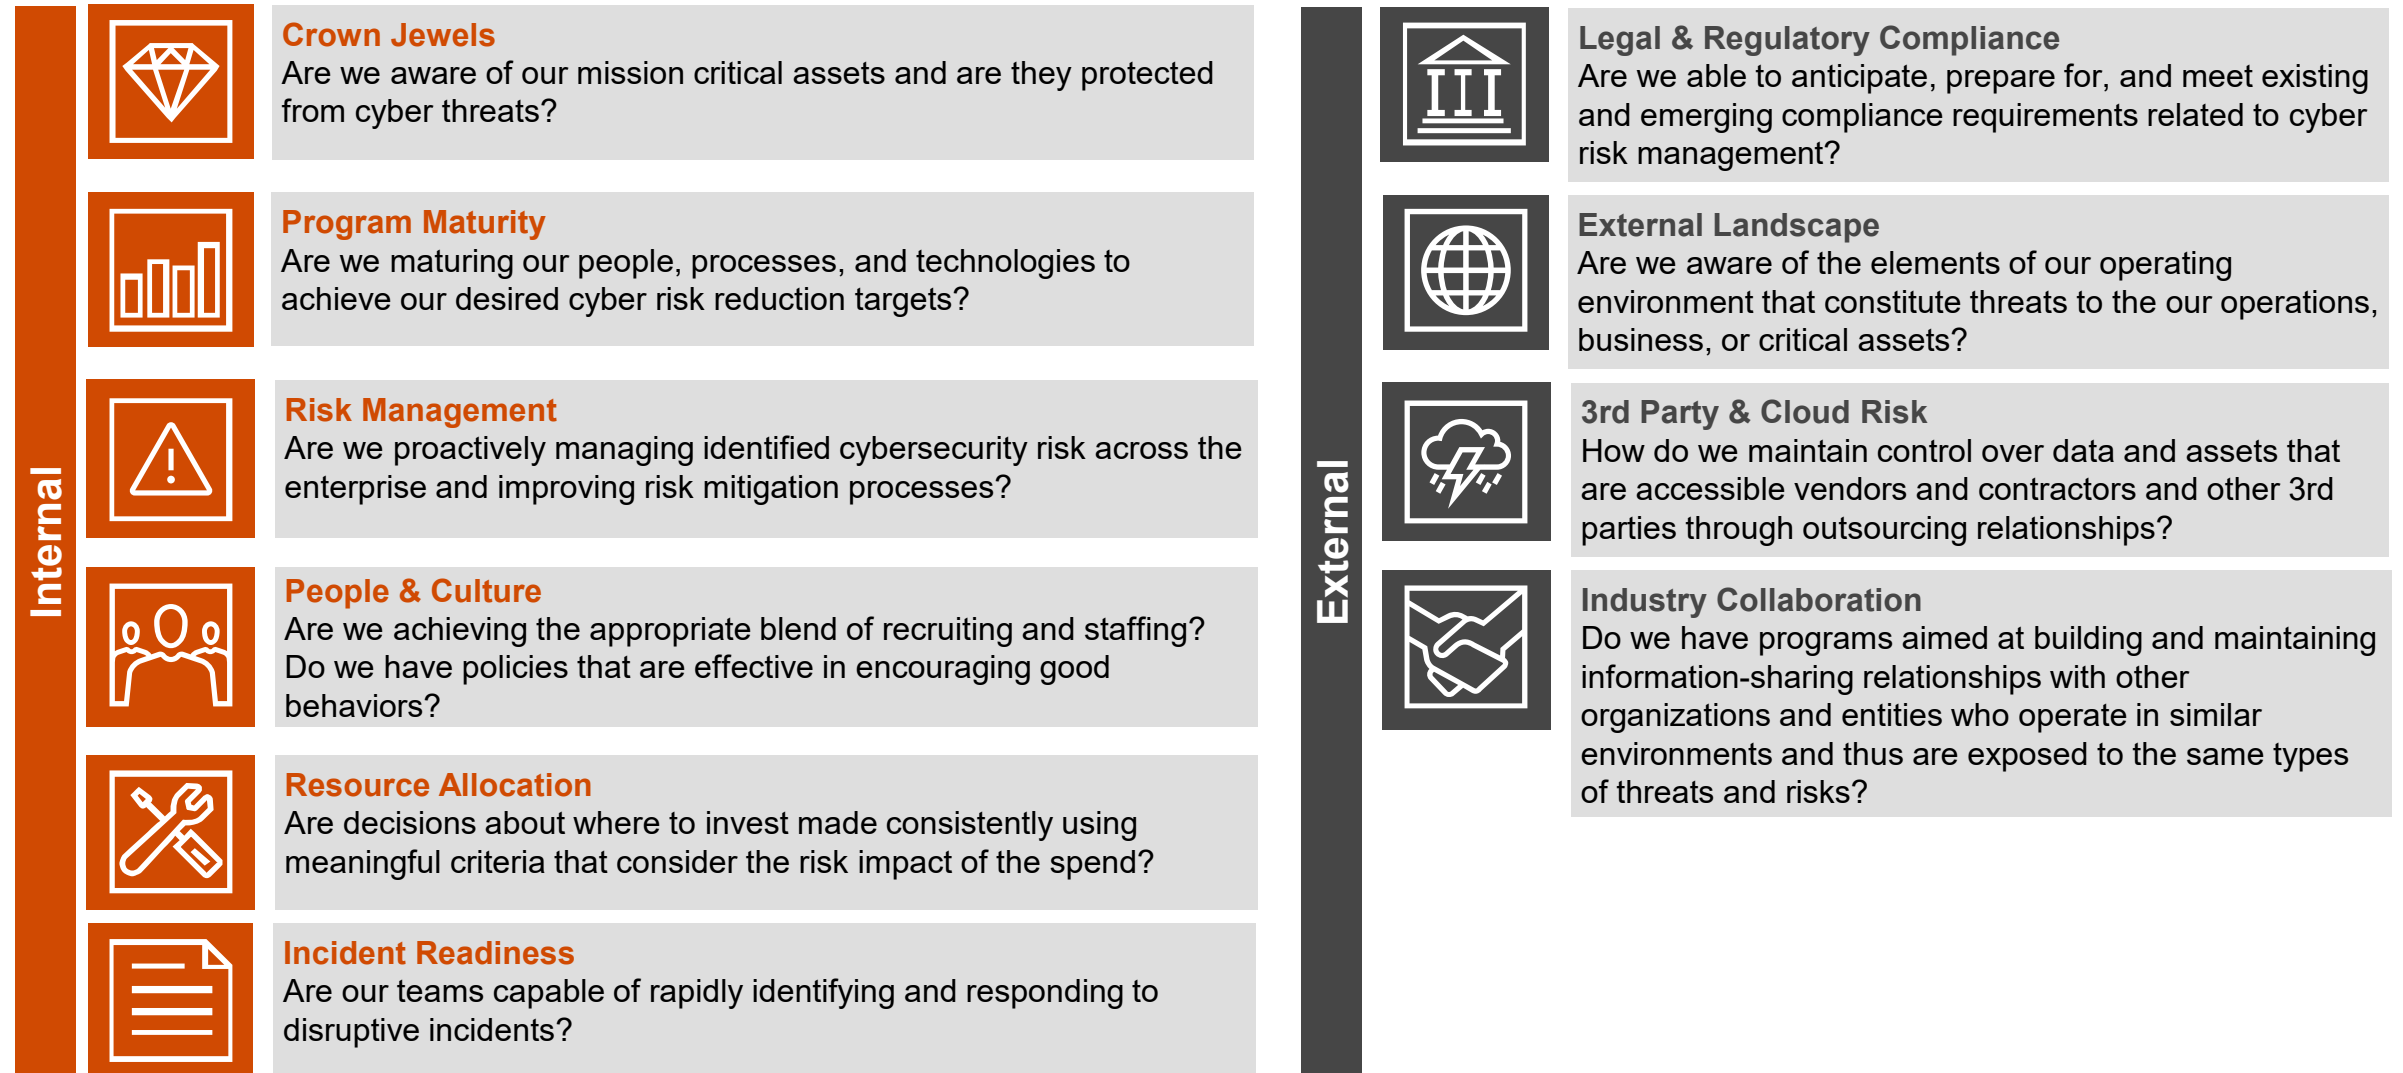 Internal
Crown Jewels
Are we aware of our mission critical assets and are they protected
from cyber threats?
Program Maturity
Are we maturing our people, processes, and technologies to
achieve our desired cyber risk reduction targets?
Risk Management
Are we proactively managing identified cybersecurity risk across the
enterprise and improving risk mitigation processes?
People & Culture
Are we achieving the appropriate blend of recruiting and staffing?
Do we have policies that are effective in encouraging good
behaviors?
Resource Allocation
Are decisions about where to invest made consistently using
meaningful criteria that consider the risk impact of the spend?
Incident Readiness
Are our teams capable of rapidly identifying and responding to
disruptive incidents?
External
Legal & Regulatory Compliance
Are we able to anticipate, prepare for, and meet existing
and emerging compliance requirements related to cyber
risk management?
External Landscape
Are we aware of the elements of our operating
environment that constitute threats to the our operations,
business, or critical assets?
3rd Party & Cloud Risk
How do we maintain control over data and assets that
are accessible vendors and contractors and other 3rd
parties through outsourcing relationships?
Industry Collaboration
Do we have programs aimed at building and maintaining
information-sharing relationships with other
organizations and entities who operate in similar
environments and thus are exposed to the same types
of threats and risks?